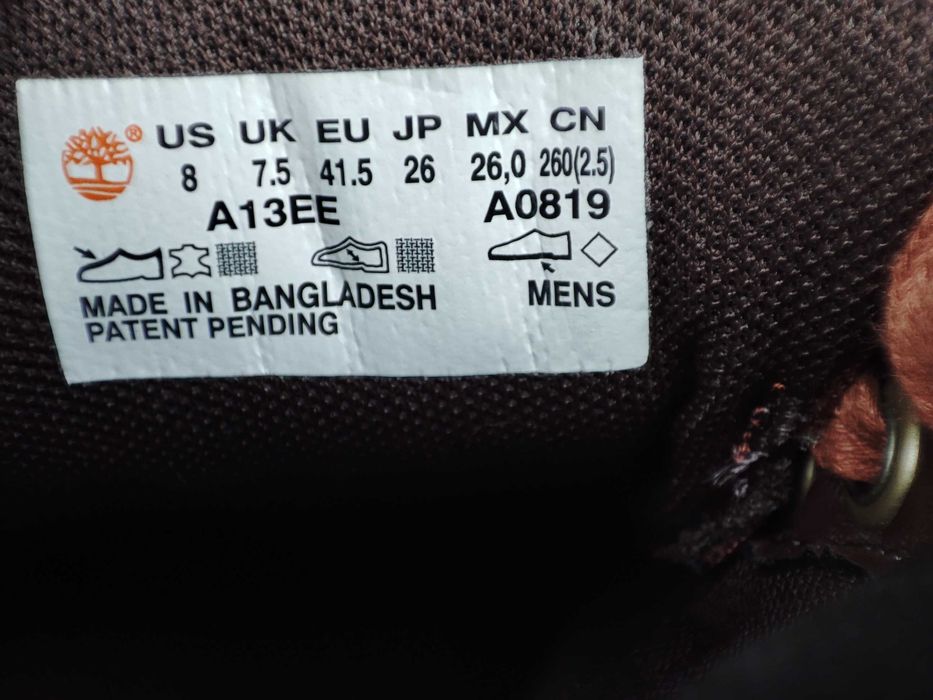 ® US UK EU JP MX CN
8 7.5 41.5 26 26,0 260(2.5)
A13EE A0819
MADE IN BANGLADESH MENS
PATENT PENDING